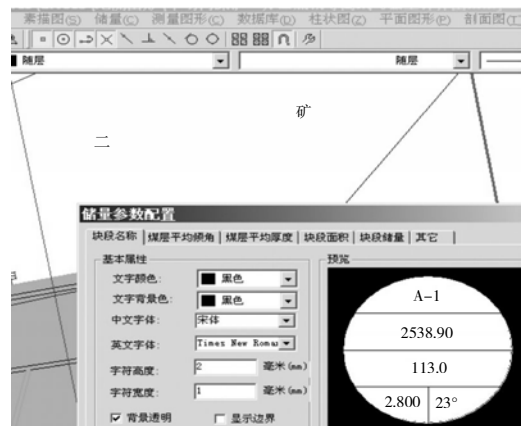 素描图(S) 储量(C) 测量图形(C) 数据库(D) 柱状图(Z) 平面图形(P) 剖面图(T
随层 随层
矿
二
储量参数配置
块段名称 煤层平均倾角 煤层平均厚度 块段面积 块段储量 其它
基本属性 预览
文字颜色: 黑色
文字背景色: 黑色
中文字体: 宋体
英文字体: Times New Roma
字符高度: 2 毫米(mm)
字符宽度: 1 毫米(mm)
背景透明 显示边界
A-1
2538.90
113.0
2.800 23°